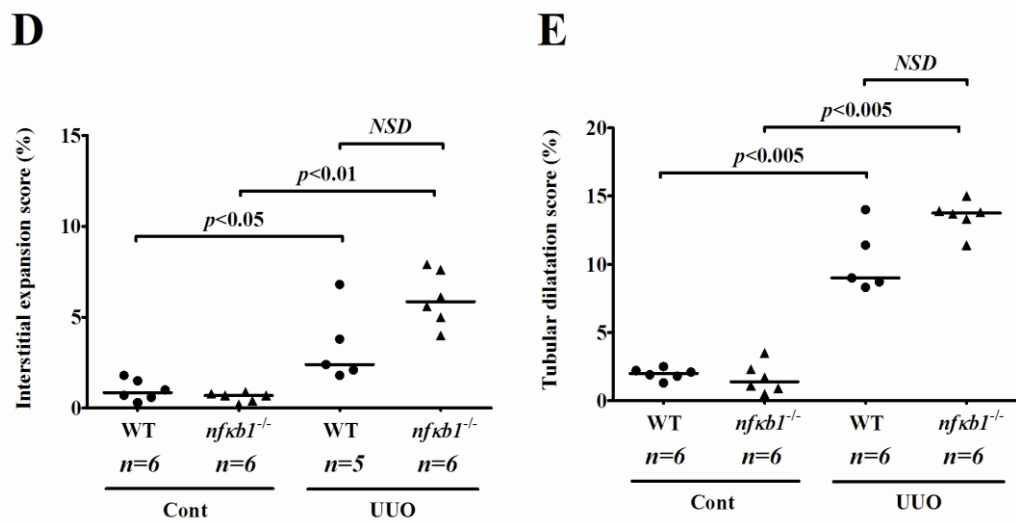 D
Interstitial expansion score (%)
15
10
5
0
NSD
p<0.01
p<0.05
WT nfκb1⁻/⁻ WT nfκb1⁻/⁻
n=6 n=6 n=5 n=6
Cont UUO
E
Tubular dilatation score (%)
20
15
10
5
0
NSD
p<0.005
p<0.005
WT nfκb1⁻/⁻ WT nfκb1⁻/⁻
n=6 n=6 n=6 n=6
Cont UUO